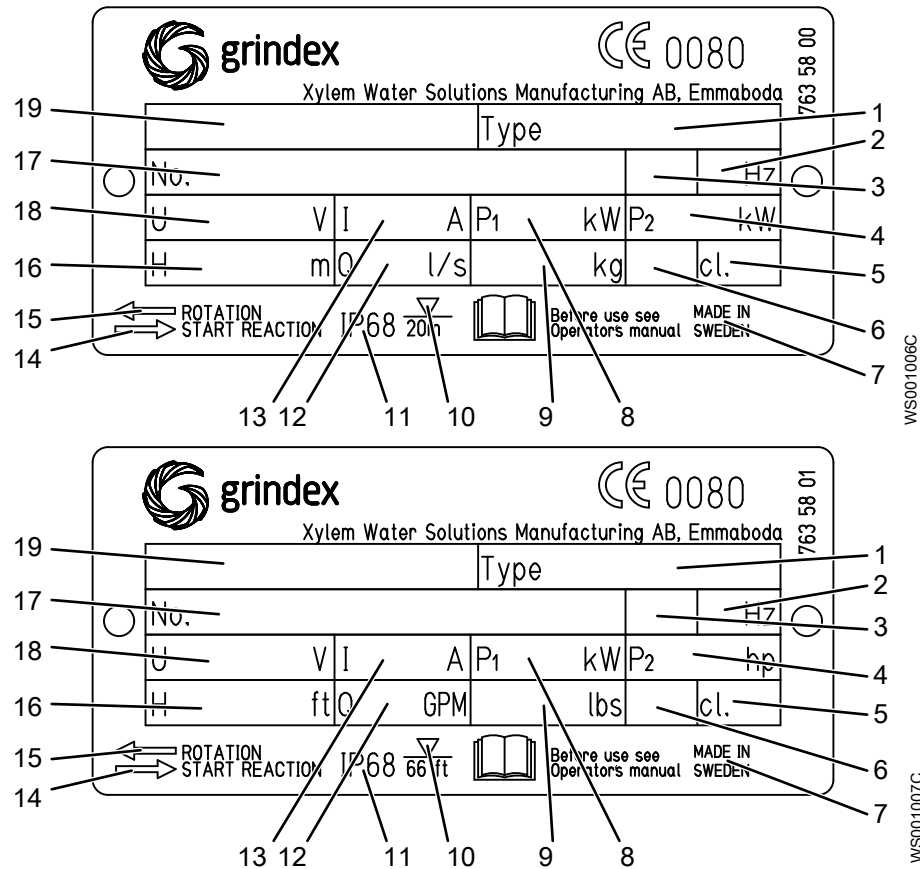 grindex
CE 0080
763 58 00
Xylem Water Solutions Manufacturing AB, Emmaboda
19 Type 1
2
17 No. Hz
3
18 U V I A P1 kW P2 kW
4
16 H m Q l/s kg cl. 5
15 ROTATION IP68 20m Before use see MADE IN 6
14 START REACTION Operator's manual SWEDEN
7
13 12 11 10 9 8
WS001006C
grindex
CE 0080
763 58 01
Xylem Water Solutions Manufacturing AB, Emmaboda
19 Type 1
2
17 No. Hz
3
18 U V I A P1 kW P2 hp
4
16 H ft Q GPM lbs cl. 5
15 ROTATION IP68 66 ft Before use see MADE IN 6
14 START REACTION Operator's manual SWEDEN
7
13 12 11 10 9 8
WS001007C